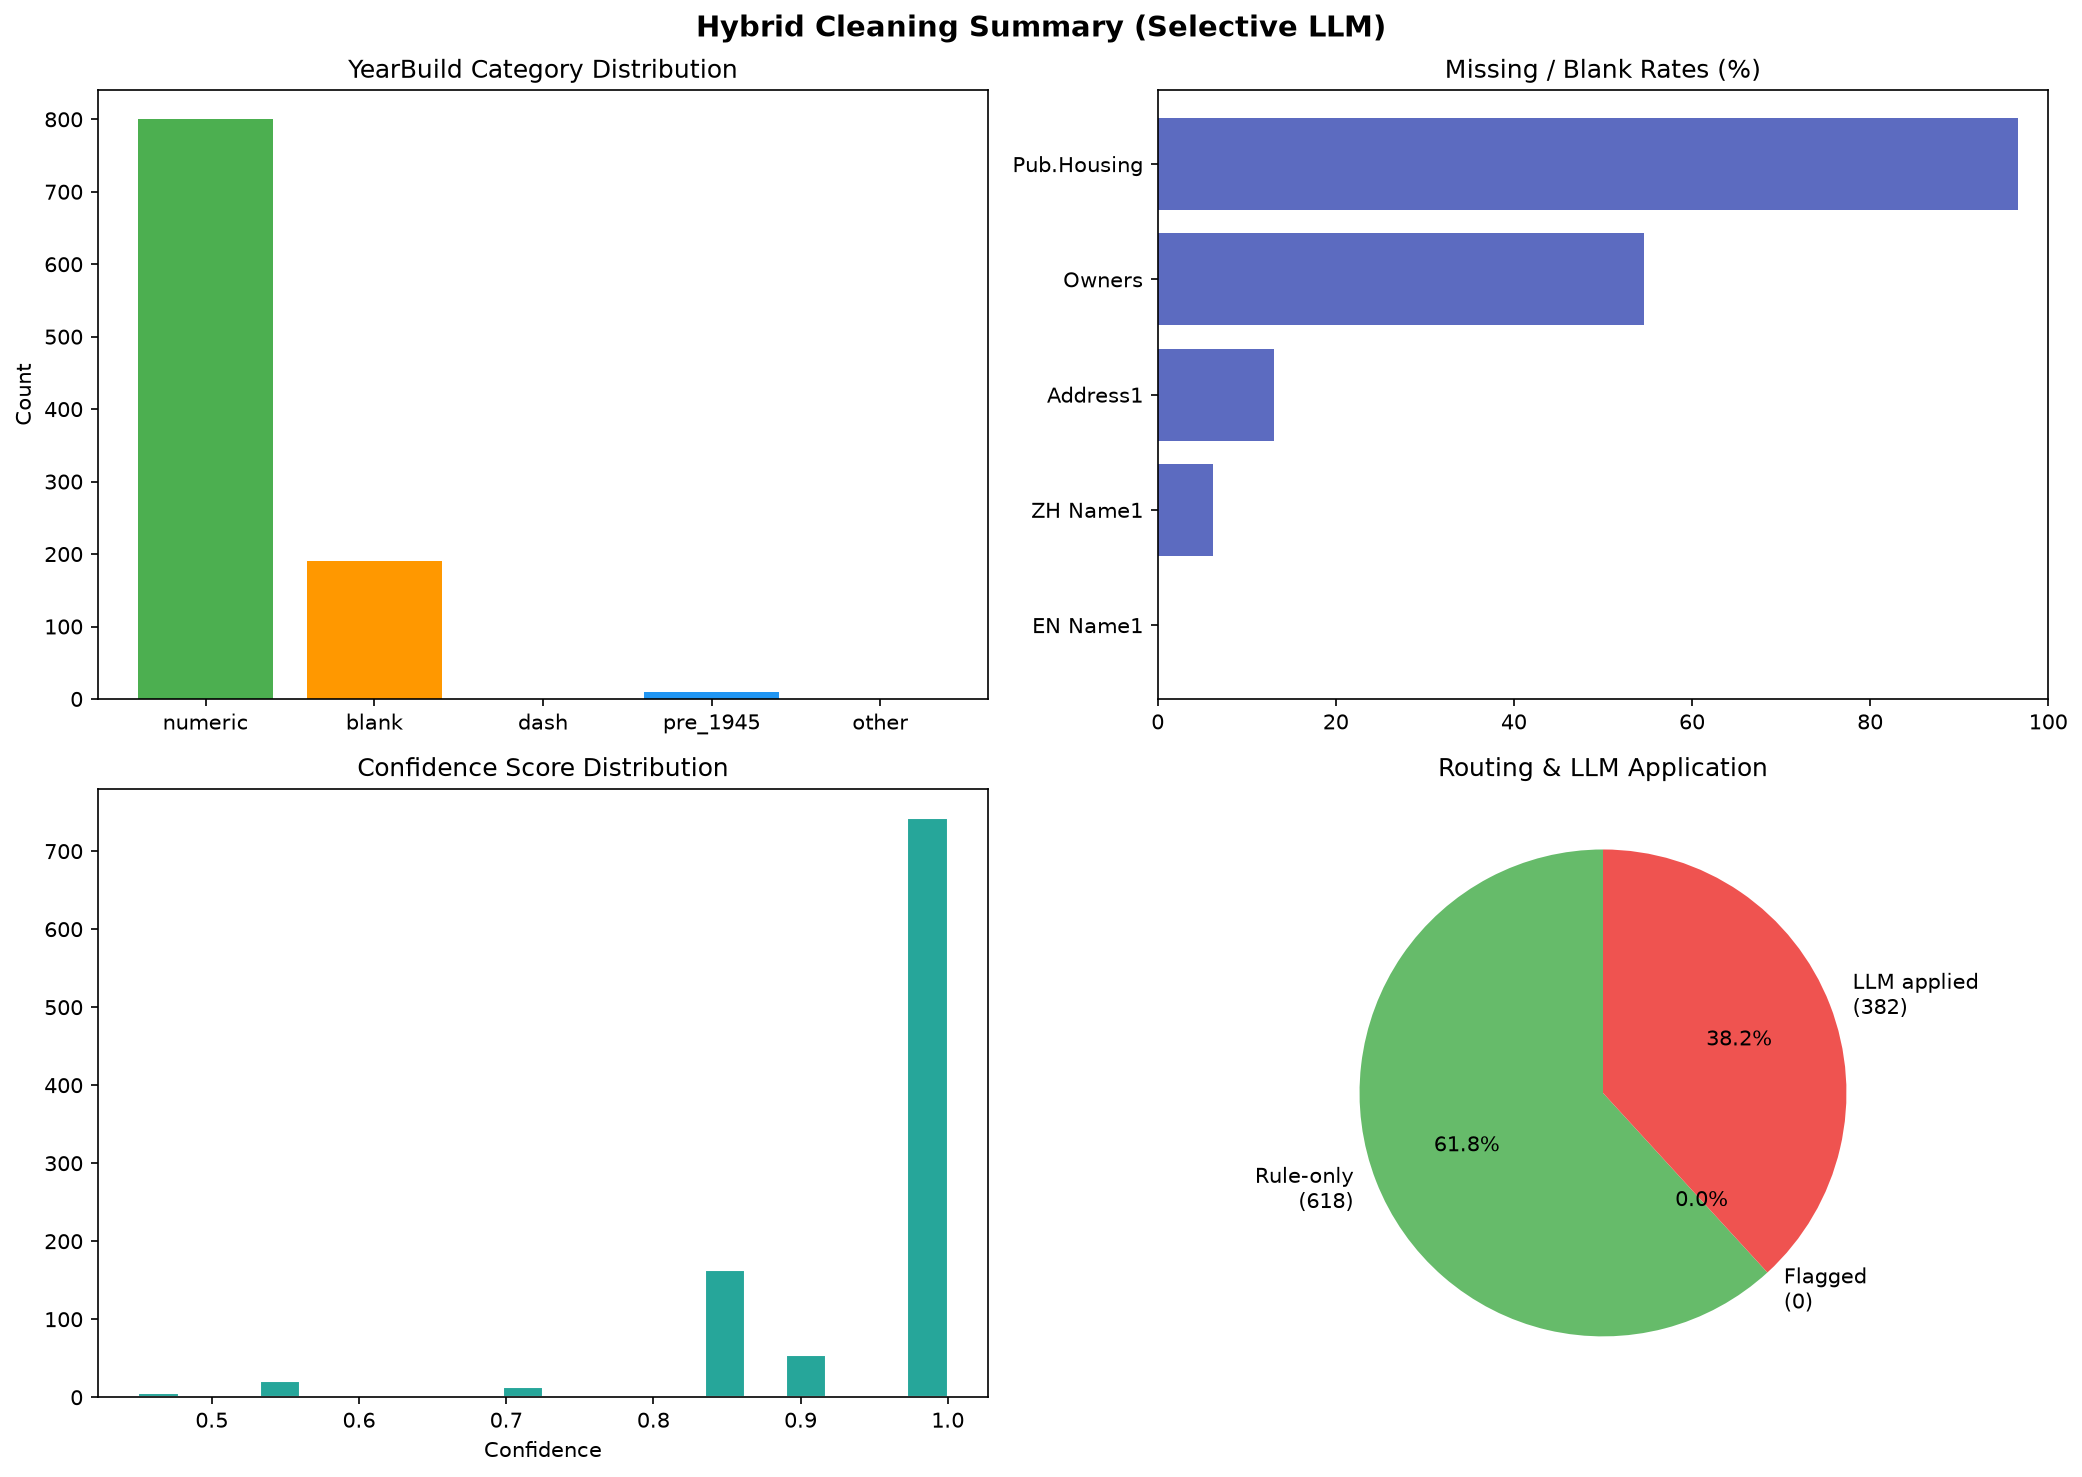 Hybrid Cleaning Summary (Selective LLM)
YearBuild Category Distribution
Count
800
700
600
500
400
300
200
100
0
numeric
blank
dash
pre_1945
other
Missing / Blank Rates (%)
Pub.Housing
Owners
Address1
ZH Name1
EN Name1
0
20
40
60
80
100
Confidence Score Distribution
700
600
500
400
300
200
100
0
0.5
0.6
0.7
0.8
0.9
1.0
Confidence
Routing & LLM Application
LLM applied
(382)
38.2%
61.8%
Rule-only
(618)
0.0%
Flagged
(0)